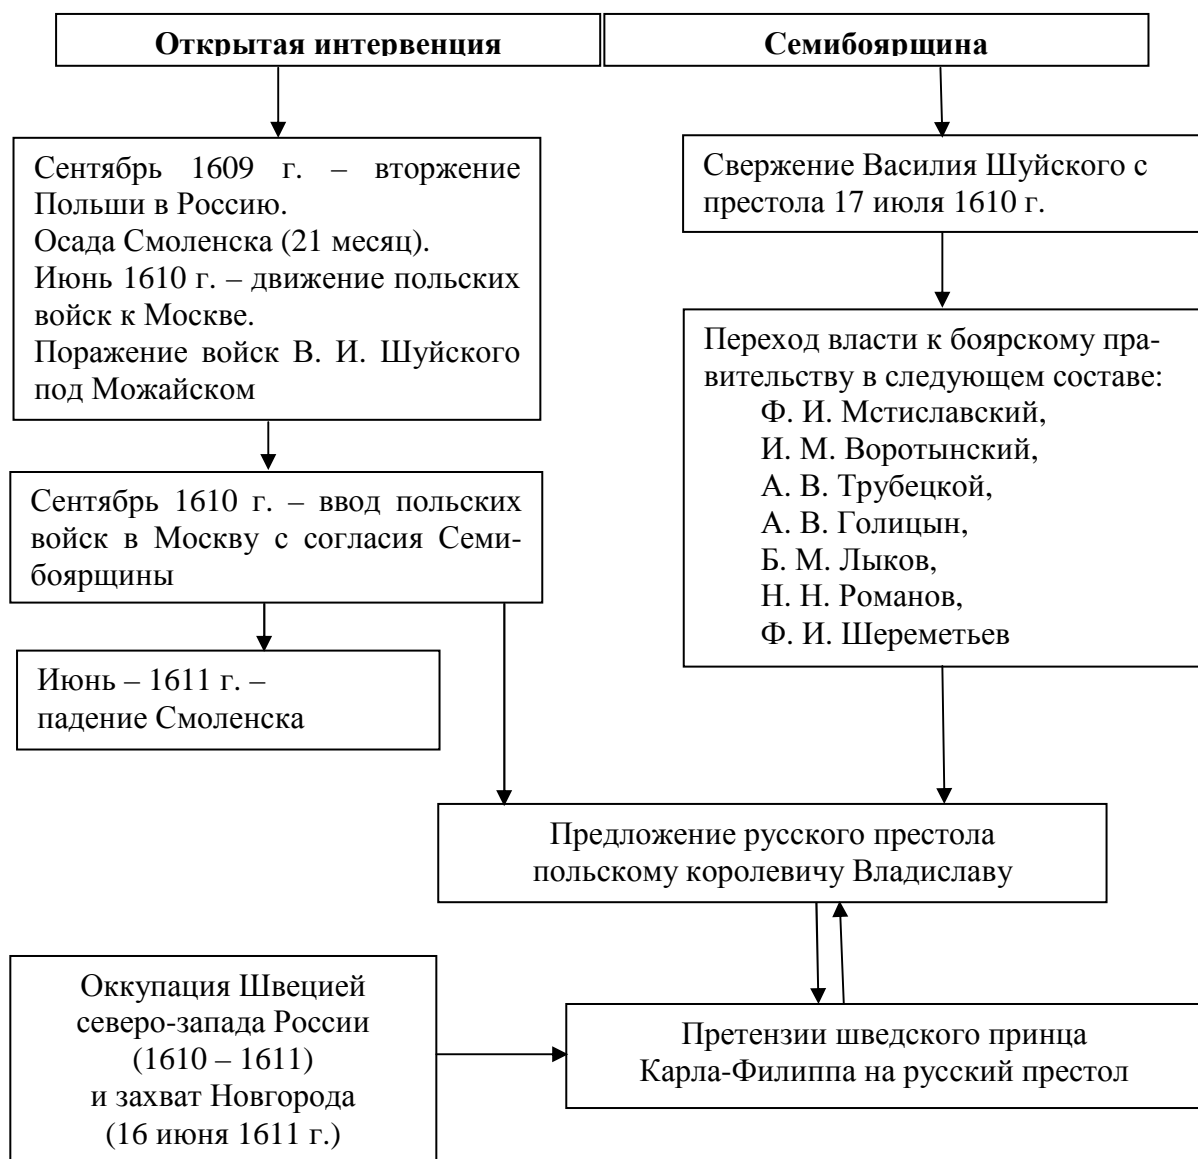 Открытая интервенция
Семибоярщина
Сентябрь 1609 г. – вторжение
Польши в Россию.
Осада Смоленска (21 месяц).
Июнь 1610 г. – движение польских
войск к Москве.
Поражение войск В. И. Шуйского
под Можайском
Свержение Василия Шуйского с
престола 17 июля 1610 г.
Переход власти к боярскому пра-
вительству в следующем составе:
Ф. И. Мстиславский,
И. М. Воротынский,
А. В. Трубецкой,
А. В. Голицын,
Б. М. Лыков,
Н. Н. Романов,
Ф. И. Шереметьев
Сентябрь 1610 г. – ввод польских
войск в Москву с согласия Семи-
боярщины
Июнь – 1611 г. –
падение Смоленска
Предложение русского престола
польскому королевичу Владиславу
Оккупация Швецией
северо-запада России
(1610 – 1611)
и захват Новгорода
(16 июня 1611 г.)
Претензии шведского принца
Карла-Филиппа на русский престол